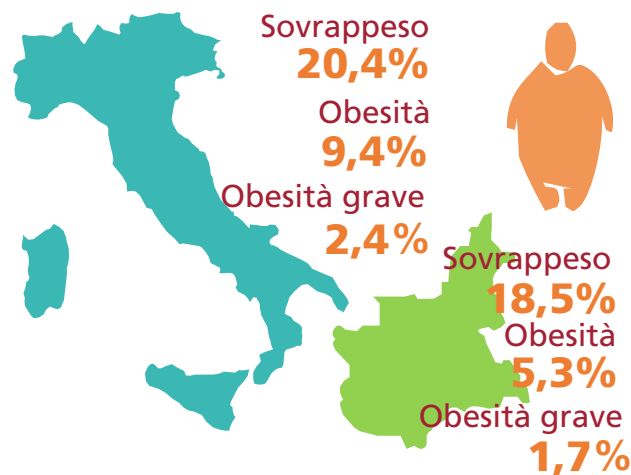 Sovrappeso
20,4%
Obesità
9,4%
Obesità grave
2,4%
Sovrappeso
18,5%
Obesità
5,3%
Obesità grave
1,7%